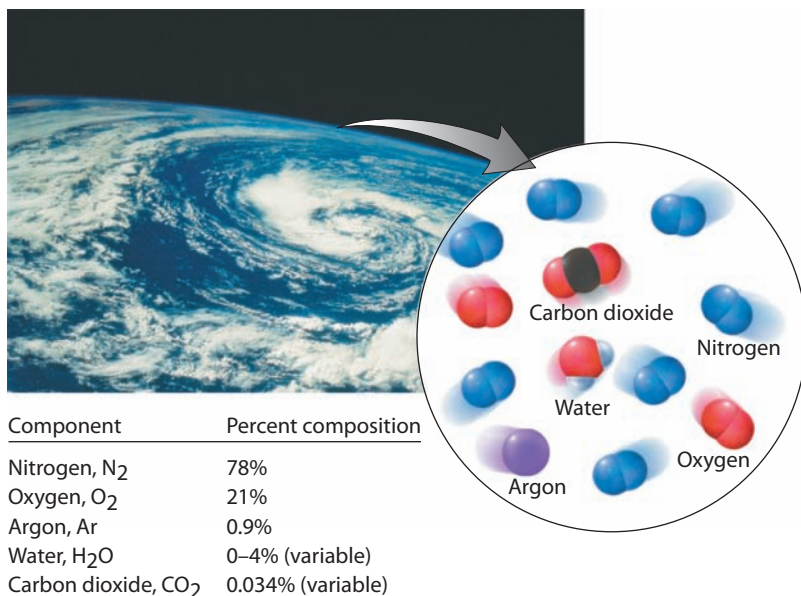 Carbon dioxide
Nitrogen
Water
Oxygen
Argon
Component Percent composition
Nitrogen, N2 78%
Oxygen, O2 21%
Argon, Ar 0.9%
Water, H2O 0–4% (variable)
Carbon dioxide, CO2 0.034% (variable)